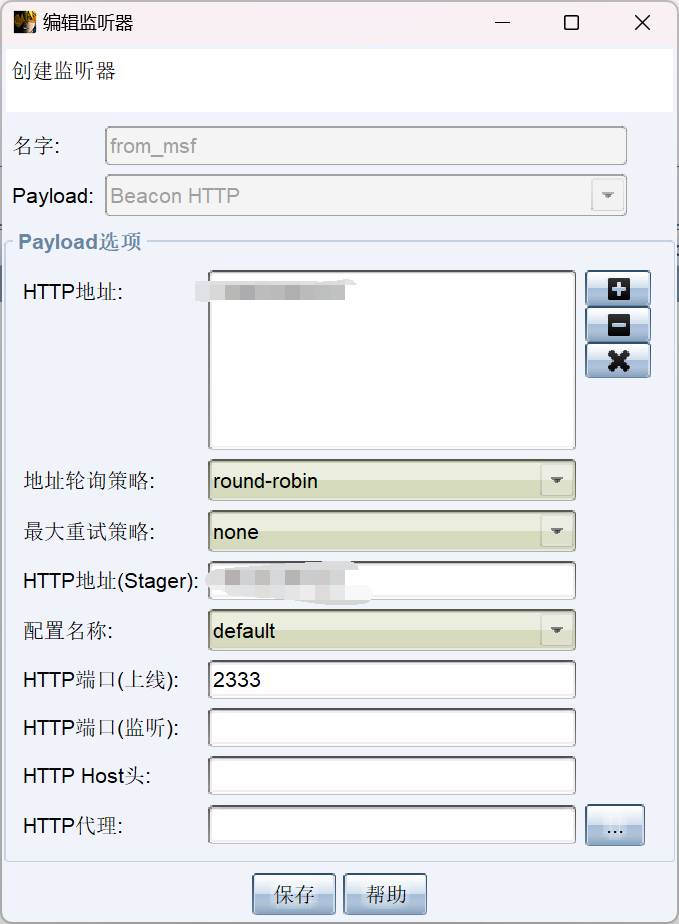 编辑监听器
创建监听器
名字: from_msf
Payload: Beacon HTTP
Payload选项
HTTP地址:
地址轮询策略: round-robin
最大重试策略: none
HTTP地址(Stager):
配置名称: default
HTTP端口(上线): 2333
HTTP端口(监听):
HTTP Host头:
HTTP代理: ...
保存 帮助